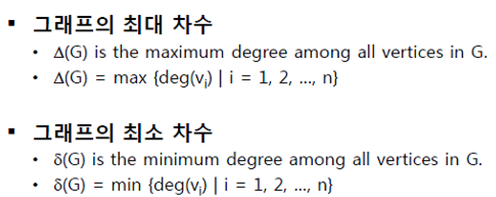 ▪ 그래프의 최대 차수
• Δ(G) is the maximum degree among all vertices in G.
• Δ(G) = max {deg(vᵢ) | i = 1, 2, ..., n}
▪ 그래프의 최소 차수
• δ(G) is the minimum degree among all vertices in G.
• δ(G) = min {deg(vᵢ) | i = 1, 2, ..., n}